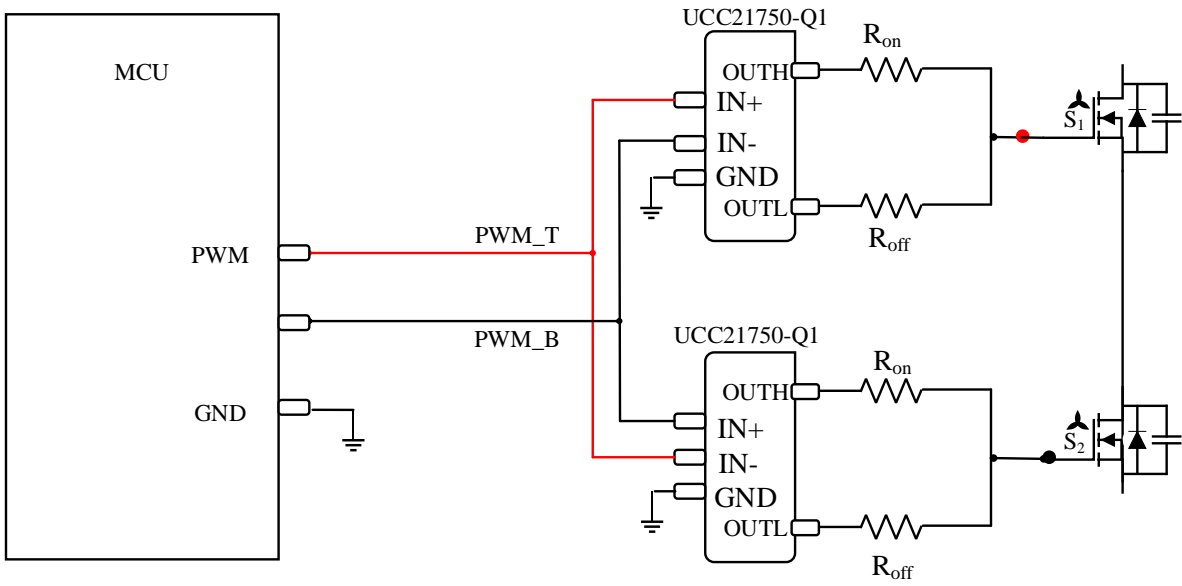 MCU
PWM
GND
PWM_T
PWM_B
UCC21750-Q1
OUTH
IN+
IN-
GND
OUTL
Ron
Roff
S1
UCC21750-Q1
OUTH
IN+
IN-
GND
OUTL
Ron
Roff
S2